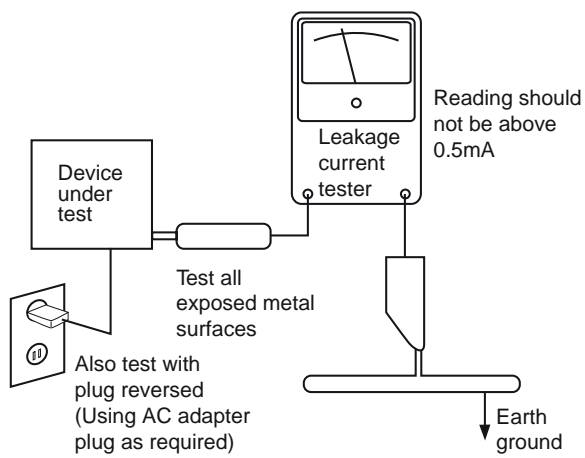 Device
under
test
Leakage
current
tester
Reading should
not be above
0.5mA
Test all
exposed metal
surfaces
Also test with
plug reversed
(Using AC adapter
plug as required)
Earth
ground